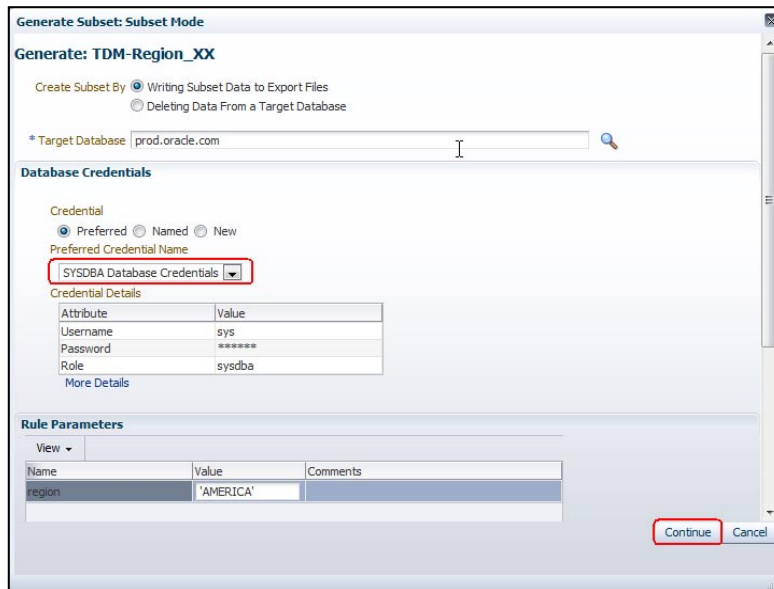 Generate Subset: Subset Mode
Generate: TDM-Region_XX
Create Subset By Writing Subset Data to Export Files
Deleting Data From a Target Database
* Target Database prod.oracle.com
Database Credentials
Credential
Preferred Named New
Preferred Credential Name
SYSDBA Database Credentials
Credential Details
Attribute Value
Username sys
Password ******
Role sysdba
More Details
Rule Parameters
View
Name Value Comments
region 'AMERICA'
Continue Cancel